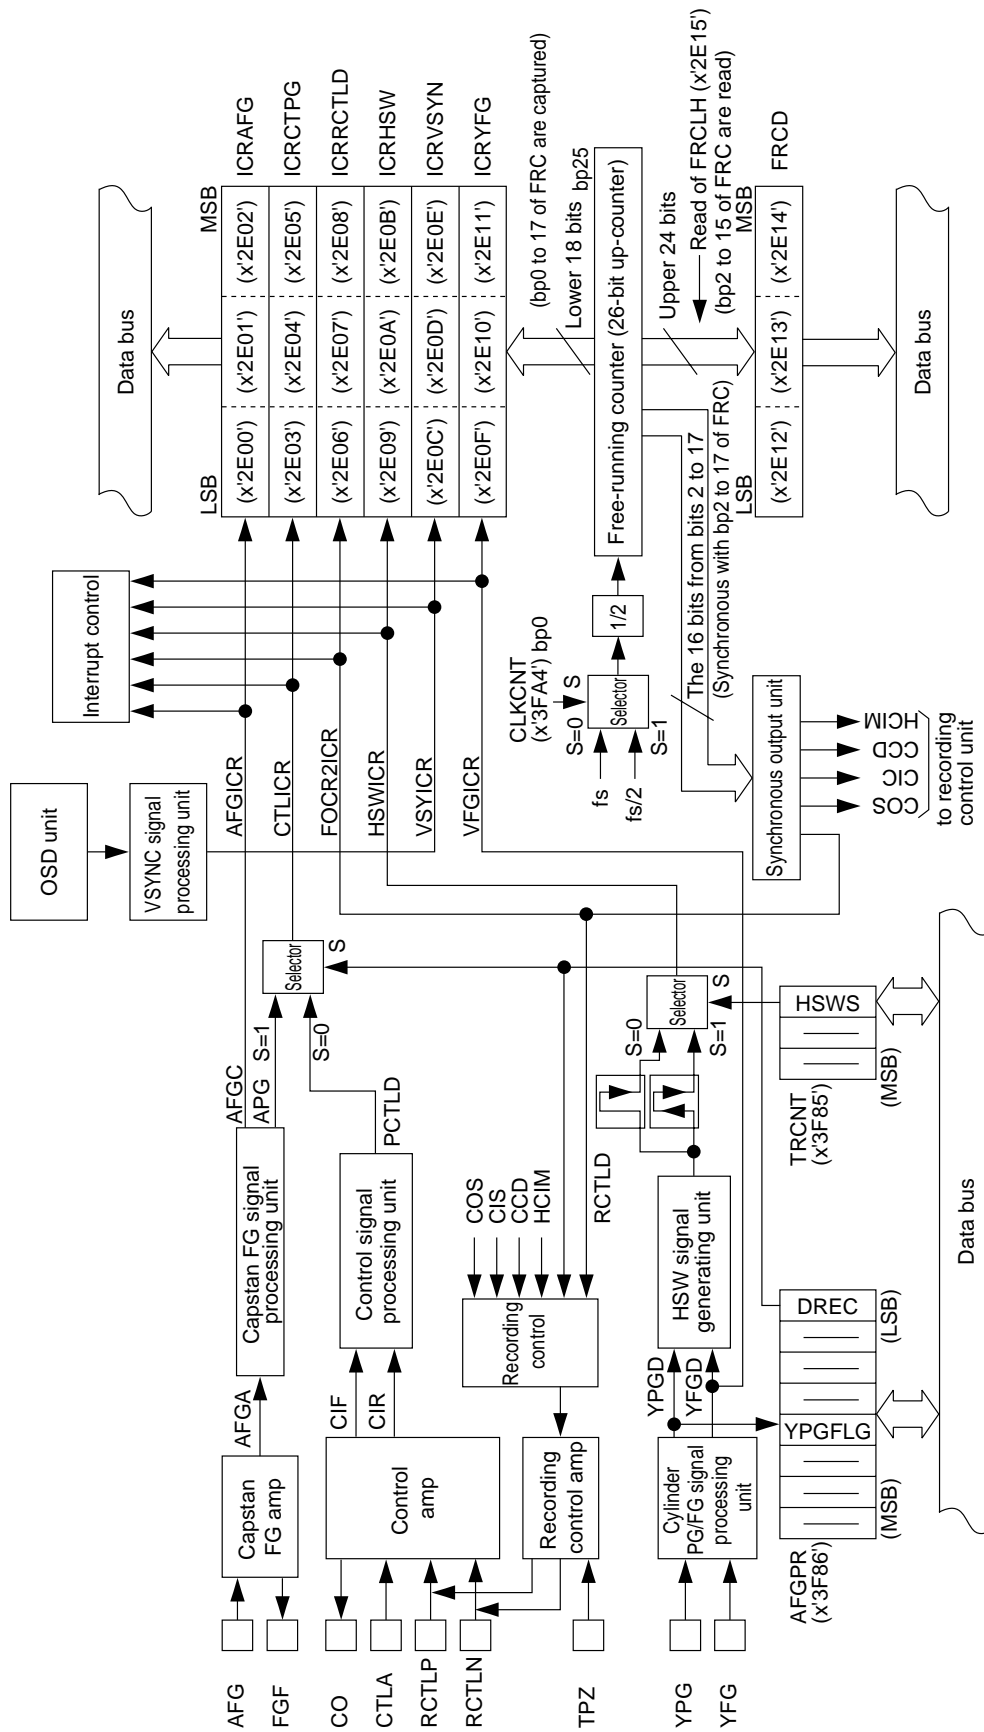 AFG
FGF
CO
CTLA
RCTLP
RCTLN
TPZ
YPG
YFG
Capstan
FG amp
AFGA
Capstan FG signal
processing unit
AFGC
APG
S=1
S=0
PCTLD
Selector
S
Control
amp
CIF
CIR
Control signal
processing unit
Recording
control amp
Recording
control
COS
CIS
CCD
HCIM
RCTLD
Cylinder
PG/FG signal
processing
unit
YPGD
YFGD
HSW signal
generating unit
S=0
S=1
Selector
S
AFGPR
(x'3F86')
(MSB)
YPGFLG
DREC
(LSB)
TRCNT
(x'3F85')
(MSB)
HSWS
Data bus
OSD unit
VSYNC signal
processing unit
AFGICR
CTLICR
FOCR2ICR
HSWICR
VSYICR
VFGICR
Interrupt control
fs
fs/2
CLKCNT
(x'3FA4') bp0
S=0
S
S=1
Selector
1/2
Free-running counter (26-bit up-counter)
bp25
Lower 18 bits
(bp0 to 17 of FRC are captured)
Upper 24 bits
Read of FRCLH (x'2E15')
(bp2 to 15 of FRC are read)
The 16 bits from bits 2 to 17
(Synchronous with bp2 to 17 of FRC)
Synchronous output unit
COS
CIC
CCD
HCIM
to recording
control unit
Data bus
LSB
MSB
(x'2E00') (x'2E01') (x'2E02') ICRAFG
(x'2E03') (x'2E04') (x'2E05') ICRCTPG
(x'2E06') (x'2E07') (x'2E08') ICRRCTLD
(x'2E09') (x'2E0A') (x'2E0B') ICRHSW
(x'2E0C') (x'2E0D') (x'2E0E') ICRVSYN
(x'2E0F') (x'2E10') (x'2E11') ICRYFG
LSB
MSB
(x'2E12') (x'2E13') (x'2E14') FRCD
Data bus